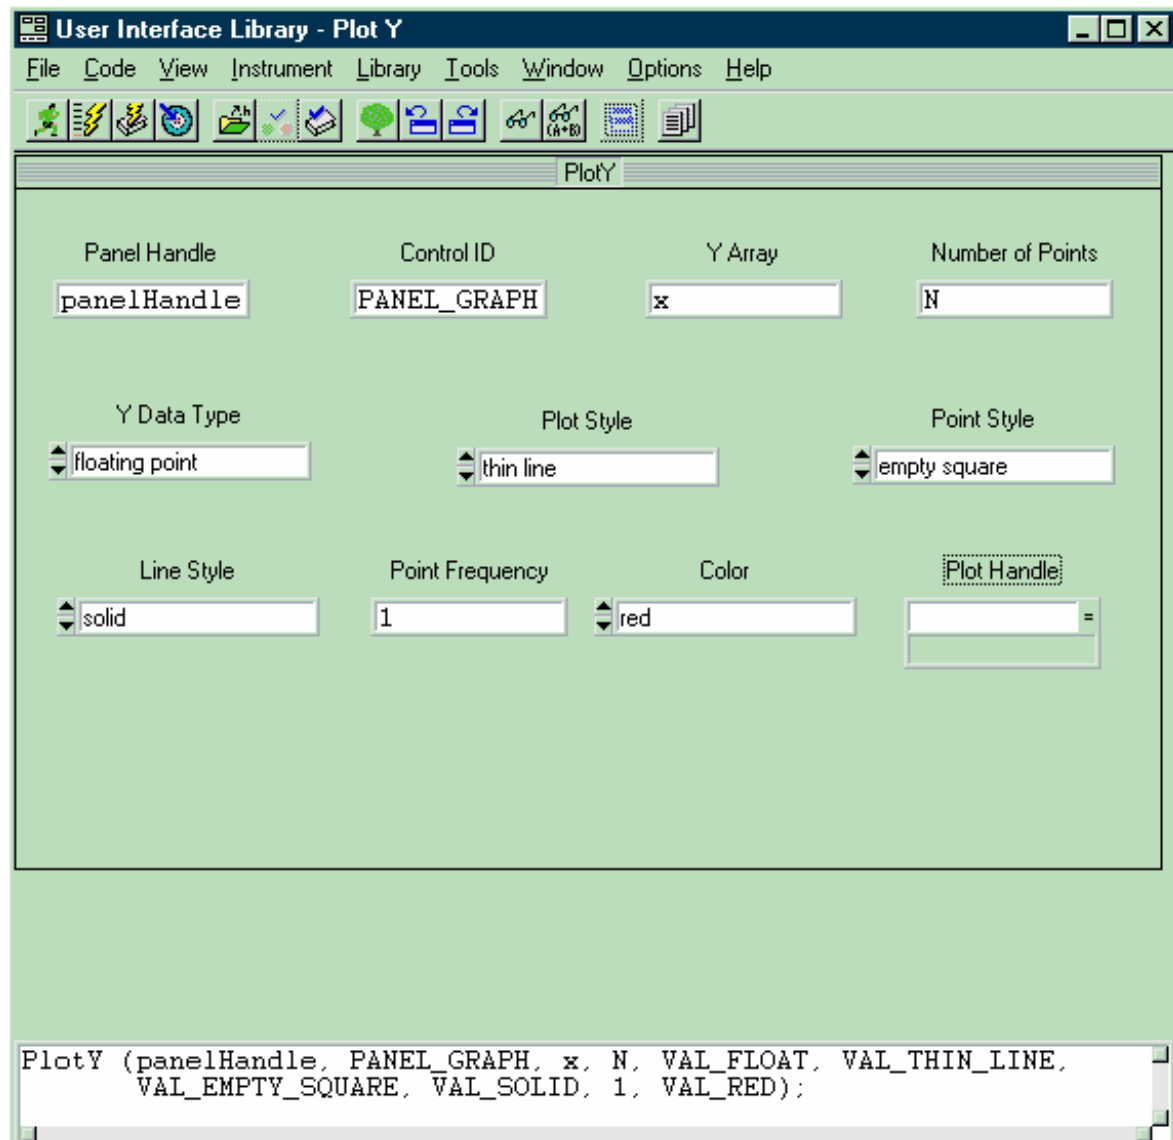 User Interface Library - Plot Y
File Code View Instrument Library Tools Window Options Help
(A+B)
PlotY
Panel Handle Control ID Y Array Number of Points
panelHandle PANEL_GRAPH x N
Y Data Type Plot Style Point Style
floating point thin line empty square
Line Style Point Frequency Color Plot Handle
solid 1 red =
PlotY (panelHandle, PANEL_GRAPH, x, N, VAL_FLOAT, VAL_THIN_LINE,
VAL_EMPTY_SQUARE, VAL_SOLID, 1, VAL_RED);